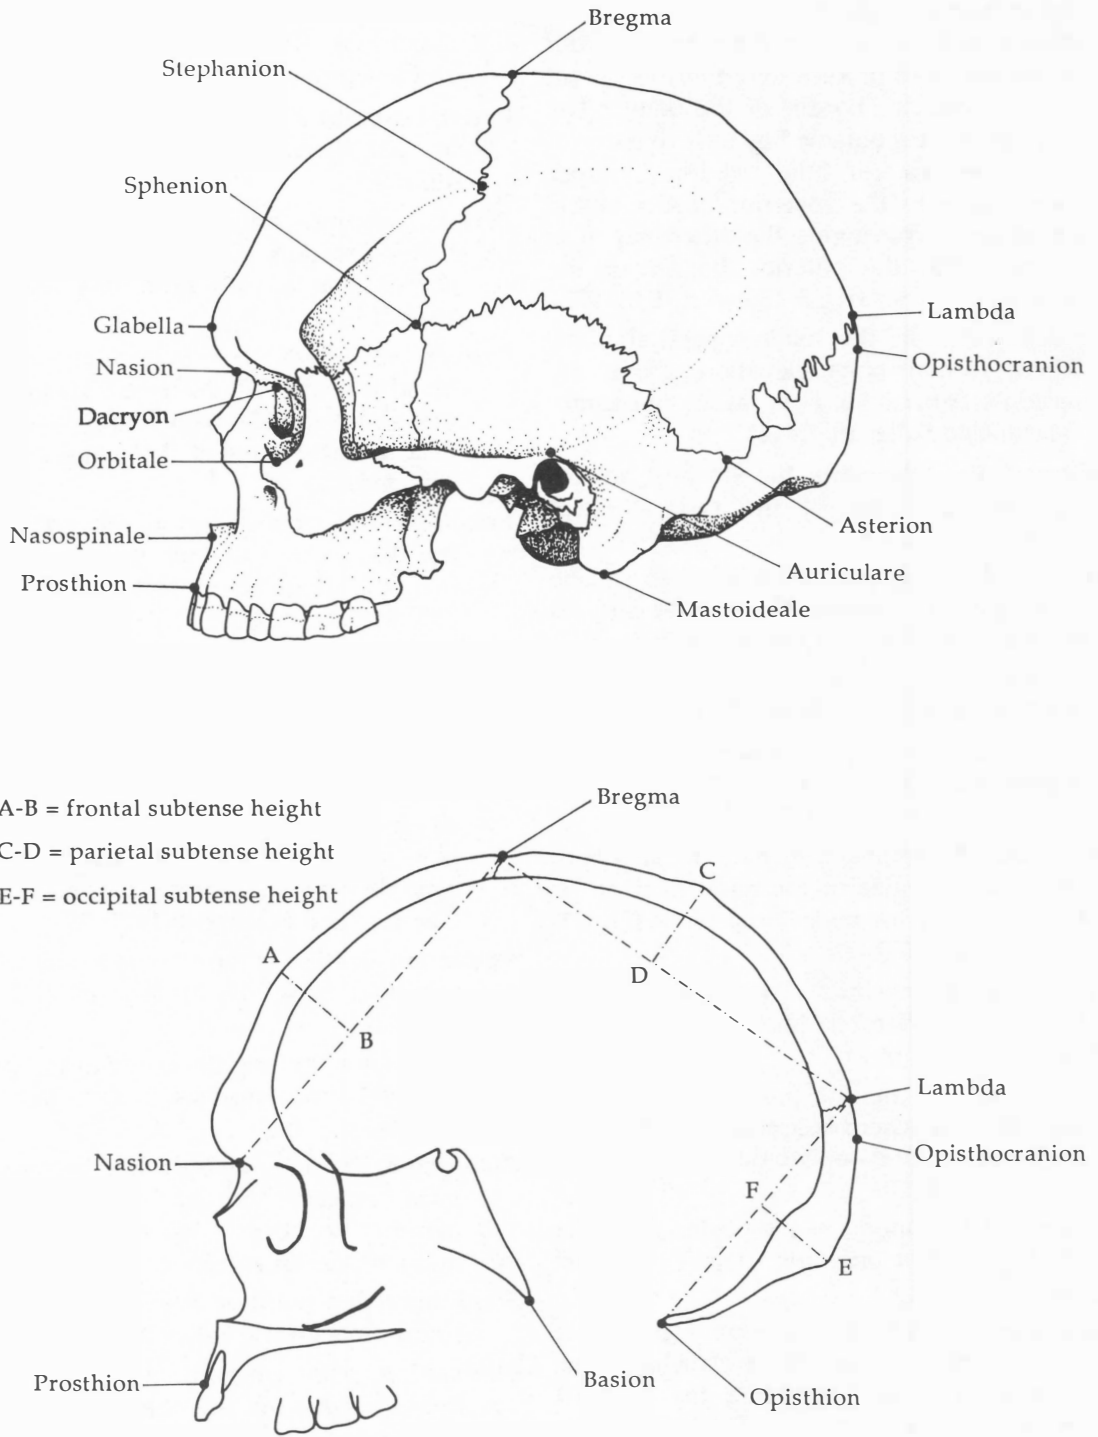 Bregma
Stephanion
Sphenion
Glabella
Nasion
Dacryon
Orbitale
Nasospinale
Prosthion
Lambda
Opisthocranion
Asterion
Auriculare
Mastoideale
A-B = frontal subtense height
C-D = parietal subtense height
E-F = occipital subtense height
Bregma
C
A
D
B
Lambda
Nasion
Opisthocranion
F
E
Prosthion
Basion
Opisthion